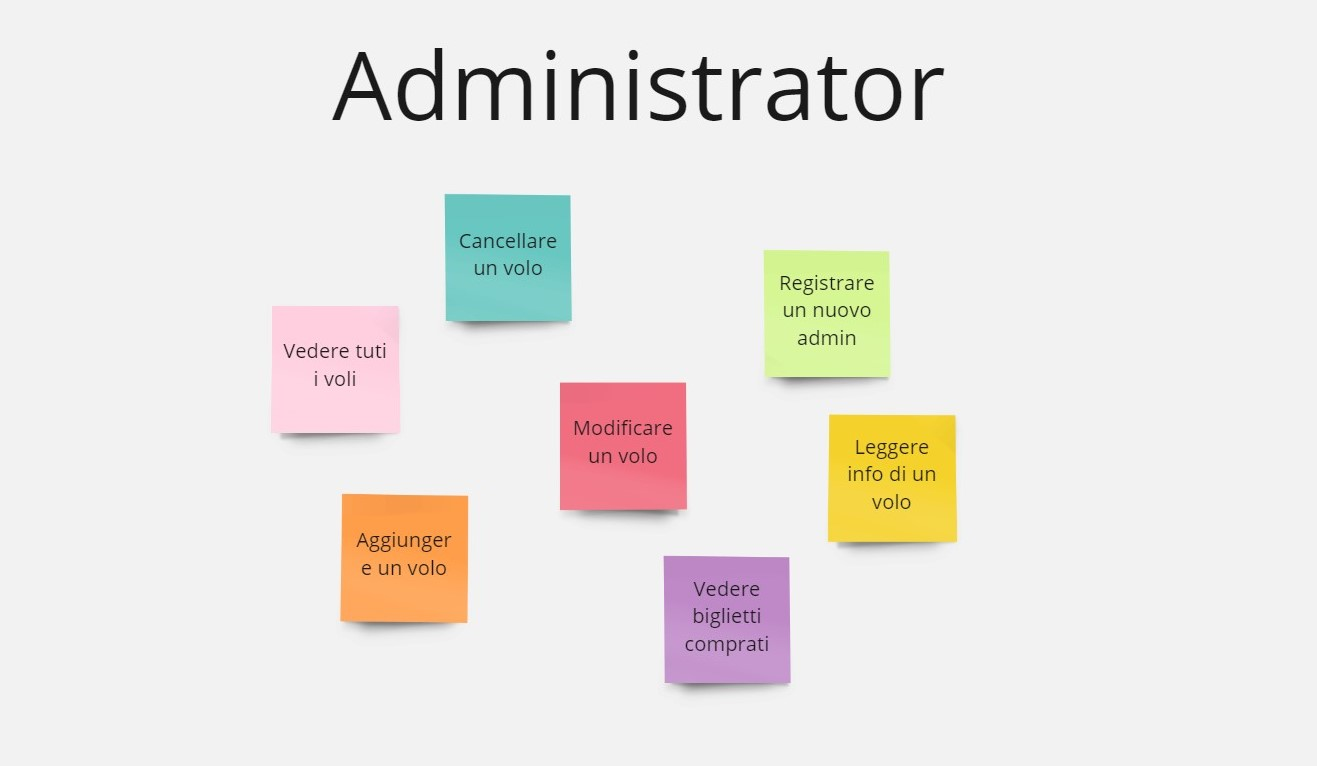 Administrator
Cancellare
un volo
Registrare
un nuovo
admin
Vedere tuti
i voli
Modificare
un volo
Leggere
info di un
volo
Aggiunger
e un volo
Vedere
biglietti
comprati